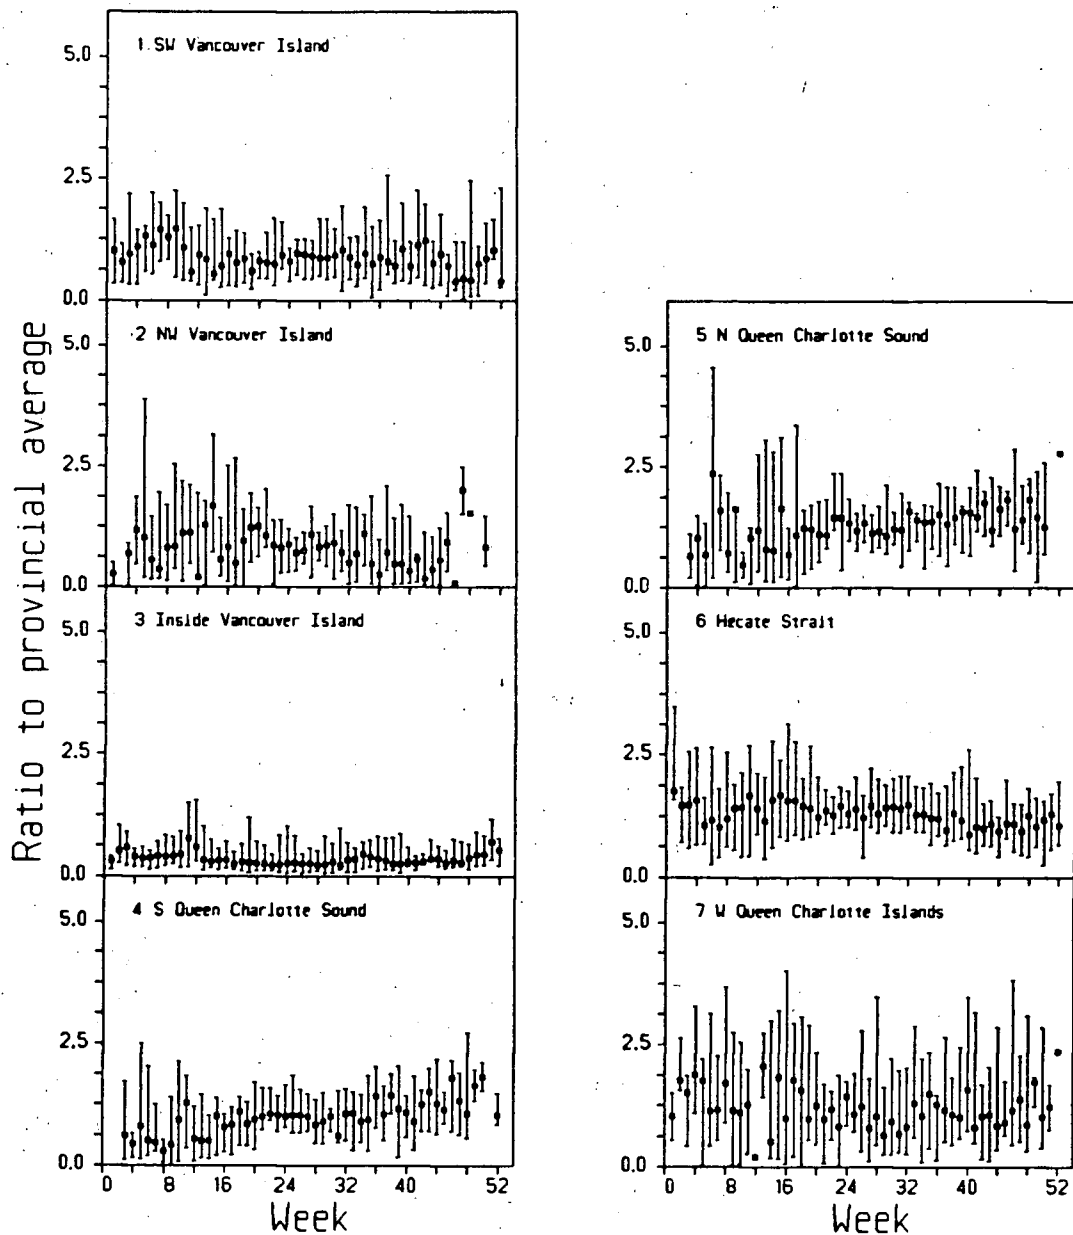 1 SW Vancouver Island
5.0
2.5
0.0
2 NW Vancouver Island
5.0
2.5
0.0
3 Inside Vancouver Island
5.0
2.5
0.0
4 S Queen Charlotte Sound
5.0
2.5
0.0
0 8 16 24 32 40 52
Week
Ratio to provincial average
5 N Queen Charlotte Sound
5.0
2.5
0.0
6 Hecate Strait
5.0
2.5
0.0
7 W Queen Charlotte Islands
5.0
2.5
0.0
0 8 16 24 32 40 52
Week